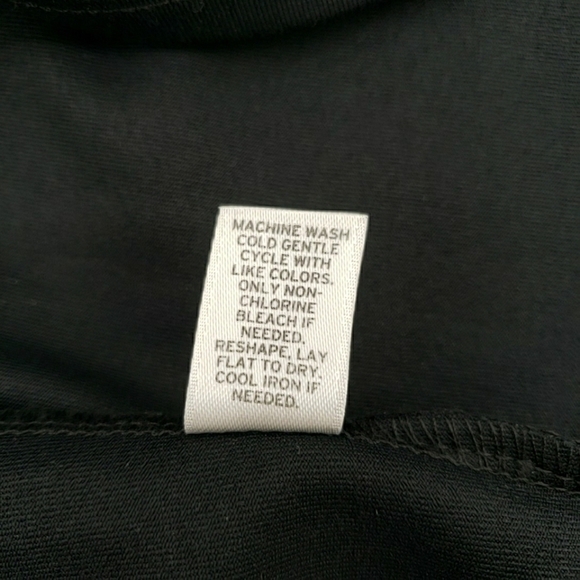 MACHINE WASH
COLD GENTLE
CYCLE WITH
LIKE COLORS.
ONLY NON-
CHLORINE
BLEACH IF
NEEDED.
RESHAPE, LAY
FLAT TO DRY.
COOL IRON IF
NEEDED.